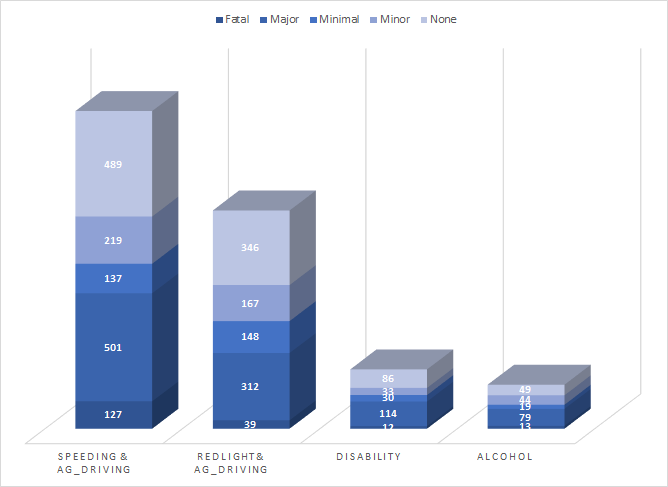 Fatal Major Minimal Minor None
489 219 137 501 127
346 167 148 312 39
86 33 30 114 12
49 44 19 79 13
SPEEDING & AG_DRIVING
REDLIGHT& AG_DRIVING
DISABILITY
ALCOHOL